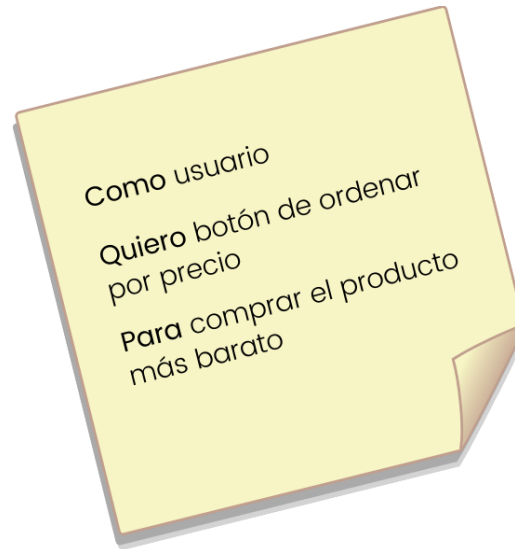 Como usuario
Quiero botón de ordenar
por precio
Para comprar el producto
más barato